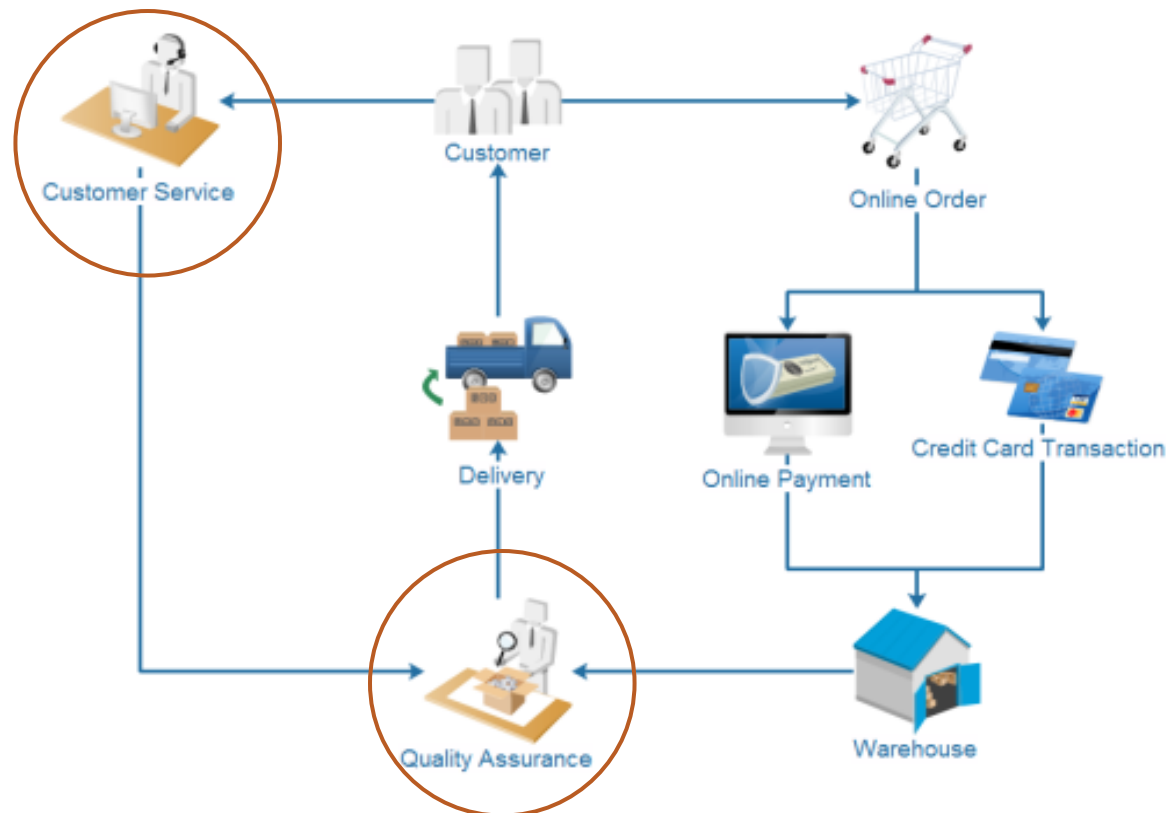 Customer
Customer Service
Online Order
Credit Card Transaction
Delivery
Online Payment
Warehouse
Quality Assurance